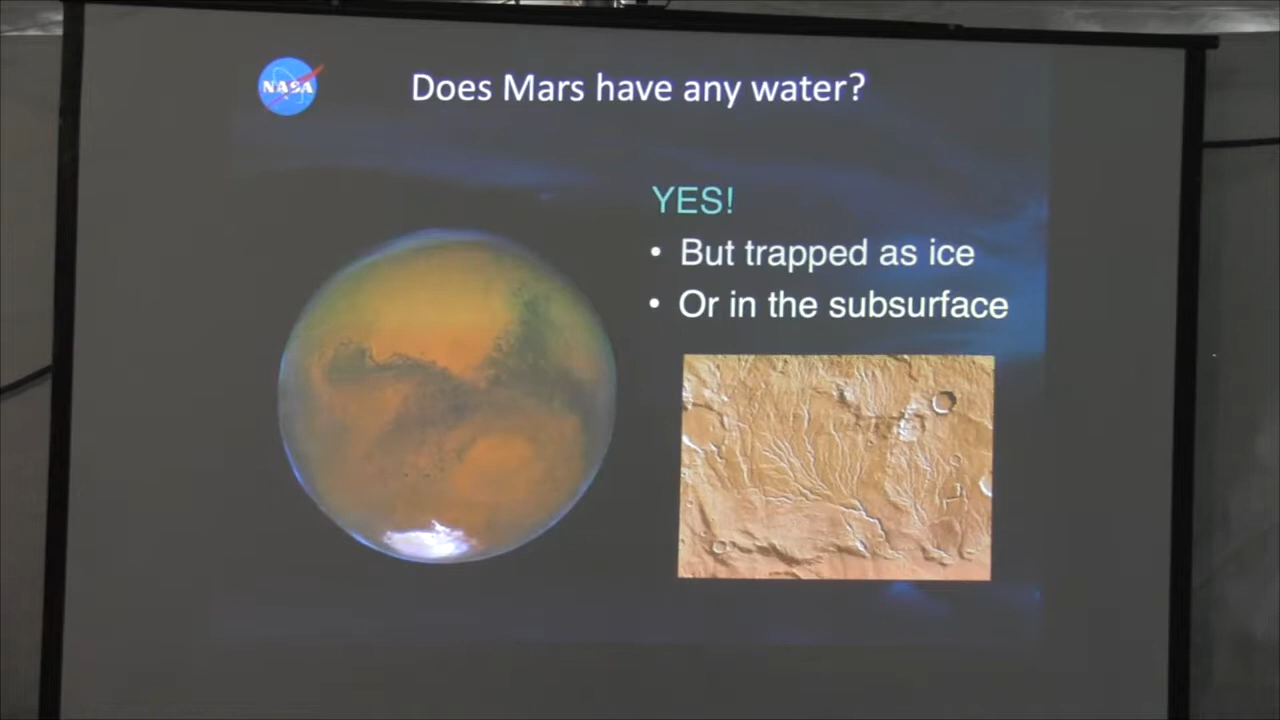 NASA
Does Mars have any water?
YES!
• But trapped as ice
• Or in the subsurface